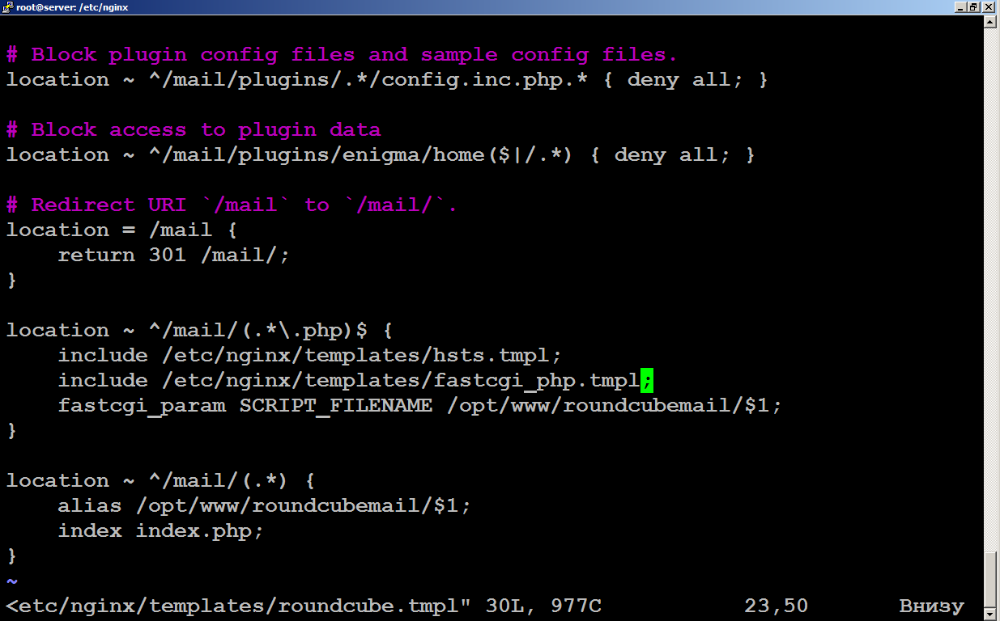 root@server: /etc/nginx
# Block plugin config files and sample config files.
location ~ ^/mail/plugins/.*/config.inc.php.* { deny all; }
# Block access to plugin data
location ~ ^/mail/plugins/enigma/home($|/.*) { deny all; }
# Redirect URI `/mail` to `/mail/`.
location = /mail {
    return 301 /mail/;
}
location ~ ^/mail/(.*\.php)$ {
    include /etc/nginx/templates/hsts.tmpl;
    include /etc/nginx/templates/fastcgi_php.tmpl;
    fastcgi_param SCRIPT_FILENAME /opt/www/roundcubemail/$1;
}
location ~ ^/mail/(.*) {
    alias /opt/www/roundcubemail/$1;
    index index.php;
}
~
<etc/nginx/templates/roundcube.tmpl" 30L, 977C 23,50 Внизу